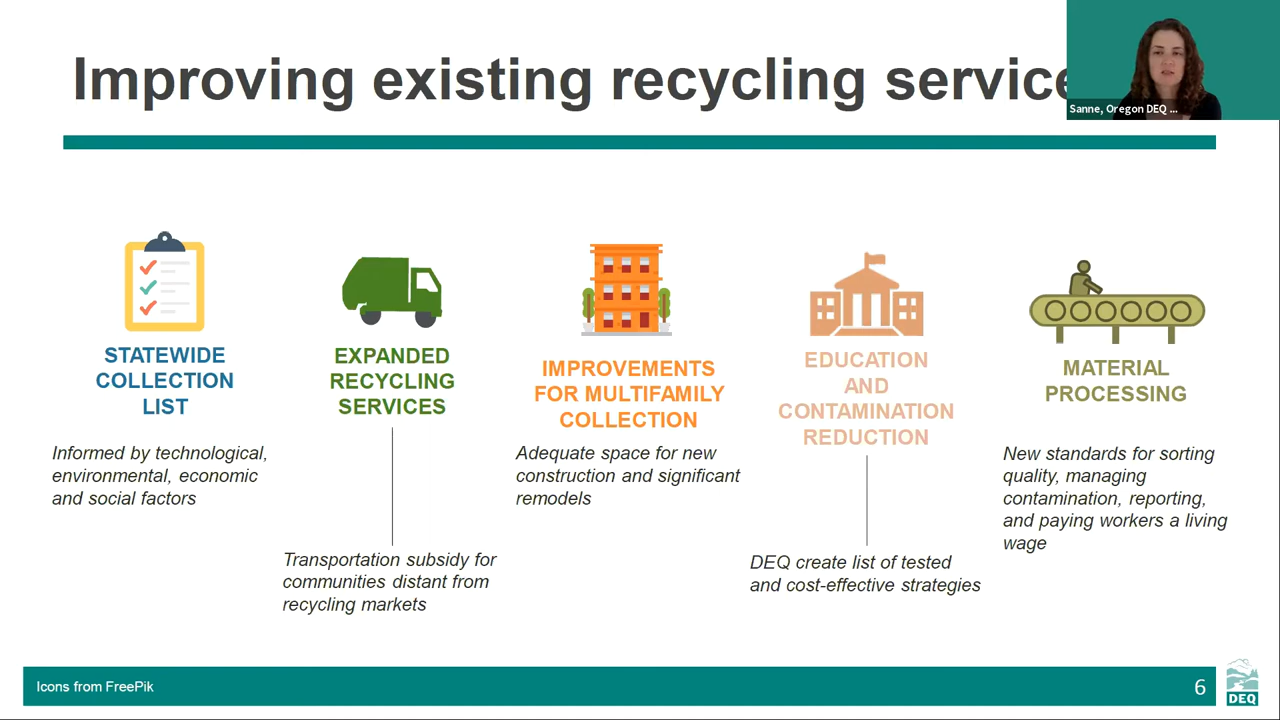 Improving existing recycling service
Sanne, Oregon DEQ ...
STATEWIDE
COLLECTION
LIST
Informed by technological,
environmental, economic
and social factors
EXPANDED
RECYCLING
SERVICES
Transportation subsidy for
communities distant from
recycling markets
IMPROVEMENTS
FOR MULTIFAMILY
COLLECTION
Adequate space for new
construction and significant
remodels
EDUCATION
AND
CONTAMINATION
REDUCTION
DEQ create list of tested
and cost-effective strategies
MATERIAL
PROCESSING
New standards for sorting
quality, managing
contamination, reporting,
and paying workers a living
wage
Icons from FreePik
6
DEQ